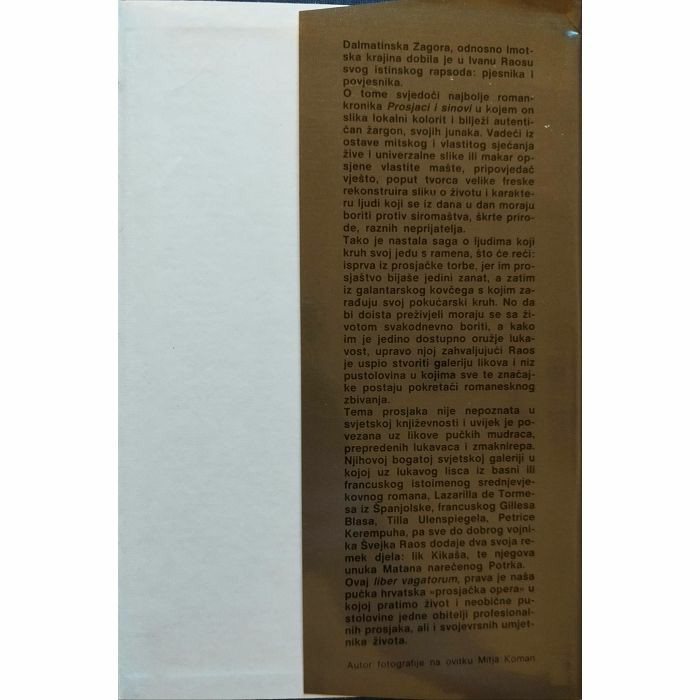 Dalmatinska Zagora, odnosno Imot-
ska krajina dobila je u Ivanu Raosu
svog istinskog rapsoda: pjesnika i
povjesnika.
O tome svjedoči najbolje roman-
kronika Prosjaci i sinovi u kojem on
slika lokalni kolorit i bilježi autenti-
čan žargon, svojih junaka. Vadeći iz
ostave mitskog i vlastitog sjećanja
žive i univerzalne slike ili makar op-
sjene vlastite mašte, pripovjedač
vješto, poput tvorca velike freske
rekonstruira sliku o životu i karakte-
ru ljudi koji se iz dana u dan moraju
boriti protiv siromaštva, škrte priro-
de, raznih neprijatelja.
Tako je nastala saga o ljudima koji
kruh svoj jedu s ramena, što će reći:
isprva iz prosjačke torbe, jer im pro-
sjaštvo bijaše jedini zanat, a zatim
iz galantarskog kovčega s kojim za-
rađuju svoj pokućarski kruh. No da
bi doista preživjeli moraju se sa ži-
votom svakodnevno boriti, a kako
im je jedino dostupno oružje luka-
vost, upravo njoj zahvaljujući Raos
je uspio stvoriti galeriju likova i niz
pustolovina u kojima sve te značaj-
ke postaju pokretači romanesknog
zbivanja.
Tema prosjaka nije nepoznata u
svjetskoj književnosti i uvijek je po-
vezana uz likove pučkih mudraca,
prepredenih lukavaca i zmaknirepa.
Njihovoj bogatoj svjetskoj galeriji u
kojoj uz lukavog lisca iz basni ili
francuskog istoimenog srednjevje-
kovnog romana, Lazarilla de Torme-
sa iz Španjolske, francuskog Gillesa
Blasa, Tilla Ulenspiegela, Petrice
Kerempuha, pa sve do dobrog vojni-
ka Švejka Raos dodaje dva svoja re-
mek djela: lik Kikaša, te njegova
unuka Matana narečenog Potrka.
Ovaj liber vagatorum, prava je naša
pučka hrvatska »prosjačka opera« u
kojoj pratimo život i neobične pu-
stolovine jedne obitelji profesional-
nih prosjaka, ali i svojevrsnih umjet-
nika života.
Autor fotografije na ovitku Mitja Koman